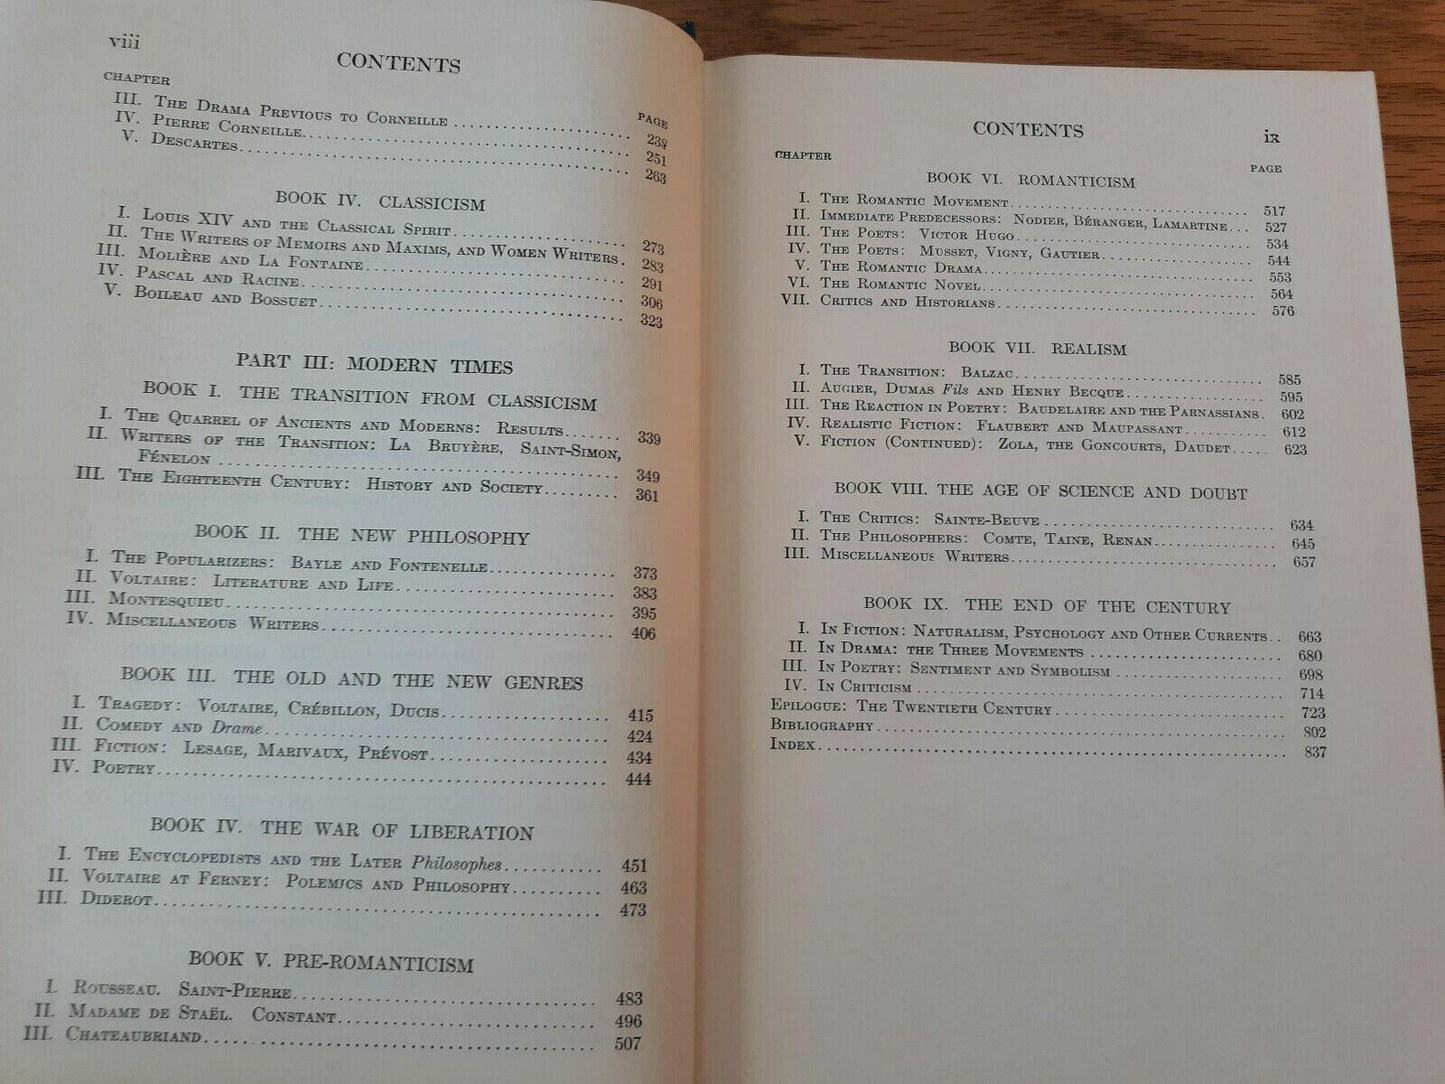 viii
CONTENTS
CHAPTER PAGE
III. The Drama Previous to Corneille 238
IV. Pierre Corneille 251
V. Descartes 263
BOOK IV. CLASSICISM
I. Louis XIV and the Classical Spirit 273
II. The Writers of Memoirs and Maxims, and Women Writers. 283
III. Molière and La Fontaine 291
IV. Pascal and Racine 306
V. Boileau and Bossuet 323
PART III: MODERN TIMES
BOOK I. THE TRANSITION FROM CLASSICISM
I. The Quarrel of Ancients and Moderns: Results 339
II. Writers of the Transition: La Bruyère, Saint-Simon,
Fénelon 349
III. The Eighteenth Century: History and Society 361
BOOK II. THE NEW PHILOSOPHY
I. The Popularizers: Bayle and Fontenelle 373
II. Voltaire: Literature and Life 383
III. Montesquieu 395
IV. Miscellaneous Writers 406
BOOK III. THE OLD AND THE NEW GENRES
I. Tragedy: Voltaire, Crébillon, Ducis 415
II. Comedy and Drame 424
III. Fiction: Lesage, Marivaux, Prévost 434
IV. Poetry 444
BOOK IV. THE WAR OF LIBERATION
I. The Encyclopedists and the Later Philosophes 451
II. Voltaire at Ferney: Polemics and Philosophy 463
III. Diderot 473
BOOK V. PRE-ROMANTICISM
I. Rousseau. Saint-Pierre 483
II. Madame de Staël. Constant 496
III. Chateaubriand 507
CONTENTS ix
CHAPTER PAGE
BOOK VI. ROMANTICISM
I. The Romantic Movement 517
II. Immediate Predecessors: Nodier, Béranger, Lamartine 527
III. The Poets: Victor Hugo 534
IV. The Poets: Musset, Vigny, Gautier 544
V. The Romantic Drama 553
VI. The Romantic Novel 564
VII. Critics and Historians 576
BOOK VII. REALISM
I. The Transition: Balzac 585
II. Augier, Dumas Fils and Henry Becque 595
III. The Reaction in Poetry: Baudelaire and the Parnassians. 602
IV. Realistic Fiction: Flaubert and Maupassant 612
V. Fiction (Continued): Zola, the Goncourts, Daudet 623
BOOK VIII. THE AGE OF SCIENCE AND DOUBT
I. The Critics: Sainte-Beuve 634
II. The Philosophers: Comte, Taine, Renan 645
III. Miscellaneous Writers 657
BOOK IX. THE END OF THE CENTURY
I. In Fiction: Naturalism, Psychology and Other Currents 663
II. In Drama: the Three Movements 680
III. In Poetry: Sentiment and Symbolism 698
IV. In Criticism 714
Epilogue: The Twentieth Century 723
Bibliography 802
Index 837